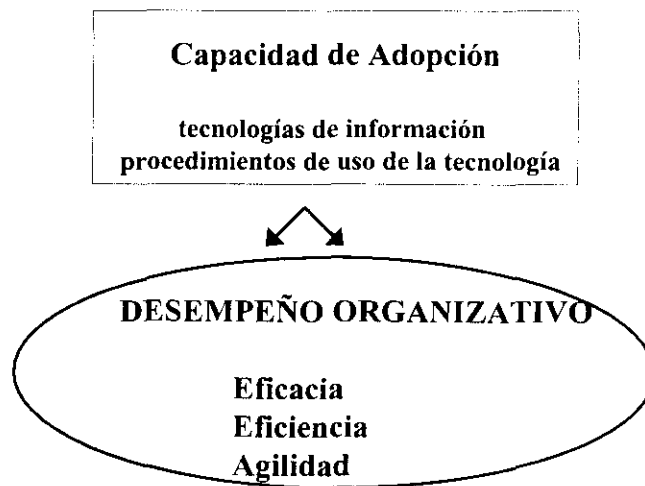 Capacidad de Adopción
tecnologías de información
procedimientos de uso de la tecnología
DESEMPEÑO ORGANIZATIVO
Eficacia
Eficiencia
Agilidad